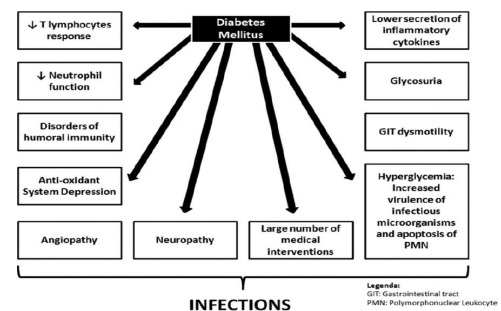 Diabetes
Mellitus
↓ T lymphocytes
response
↓ Neutrophil
function
Disorders of
humoral immunity
Anti-oxidant
System Depression
Angiopathy
Neuropathy
Large number of
medical
interventions
Lower secretion of
inflammatory
cytokines
Glycosuria
GIT dysmotility
Hyperglycemia:
Increased
virulence of
infectious
microorganisms
and apoptosis of
PMN
INFECTIONS
Legenda:
GIT: Gastrointestinal tract
PMN: Polymorphonuclear Leukocyte